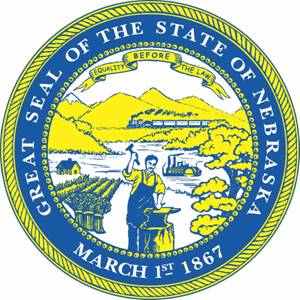 GREAT SEAL OF THE STATE OF NEBRASKA
EQUALITY BEFORE THE LAW
MARCH 1ST 1867